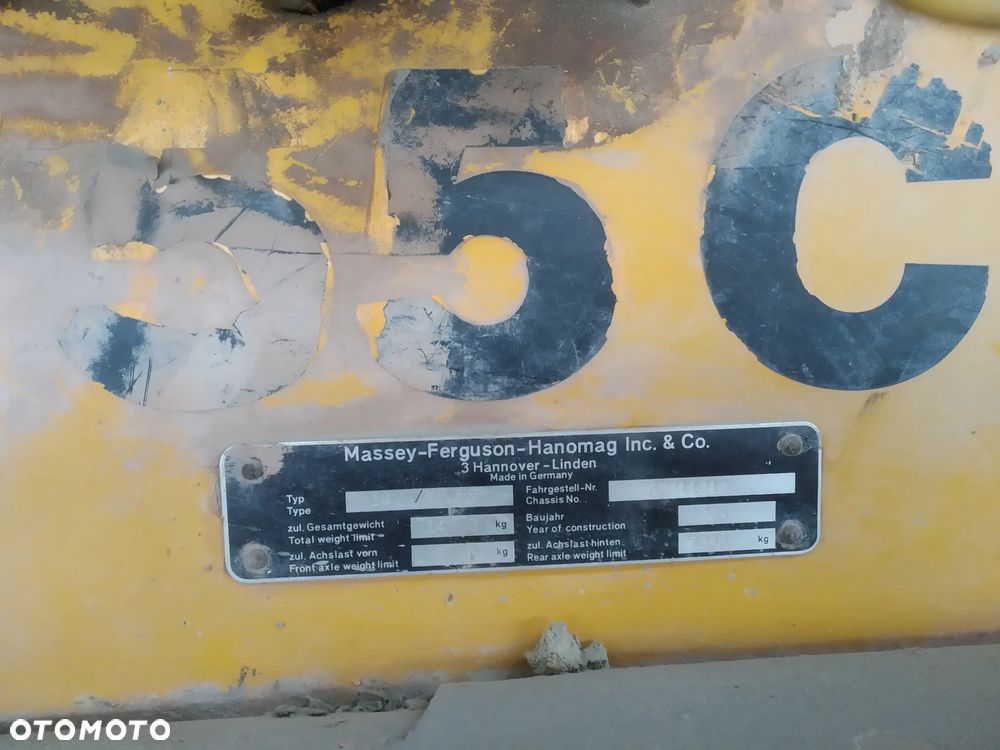 55C
Massey-Ferguson-Hanomag Inc. & Co.
3 Hannover-Linden
Made in Germany
Typ
Type
Fahrgestell-Nr.
Chassis No.
zul. Gesamtgewicht
Total weight limit
kg
Baujahr
Year of construction
zul. Achslast vorn
Front axle weight limit
kg
zul. Achslast hinten
Rear axle weight limit
kg
OTOMOTO